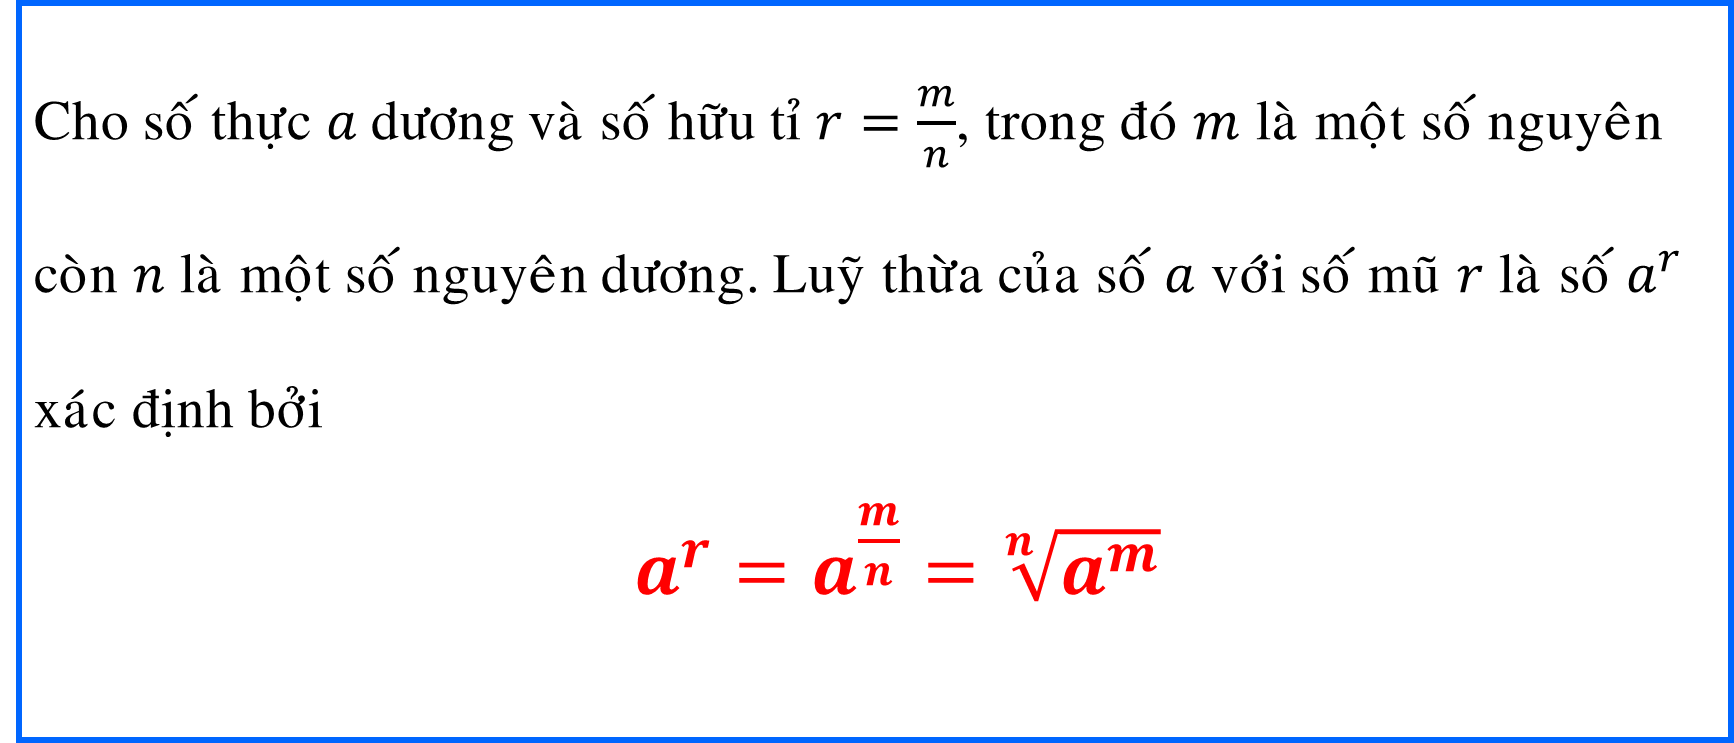 Cho số thực a dương và số hữu tỉ r = m/n, trong đó m là một số nguyên
còn n là một số nguyên dương. Luỹ thừa của số a với số mũ r là số a^r
xác định bởi
a^r = a^(m/n) = ⁿ√(a^m)